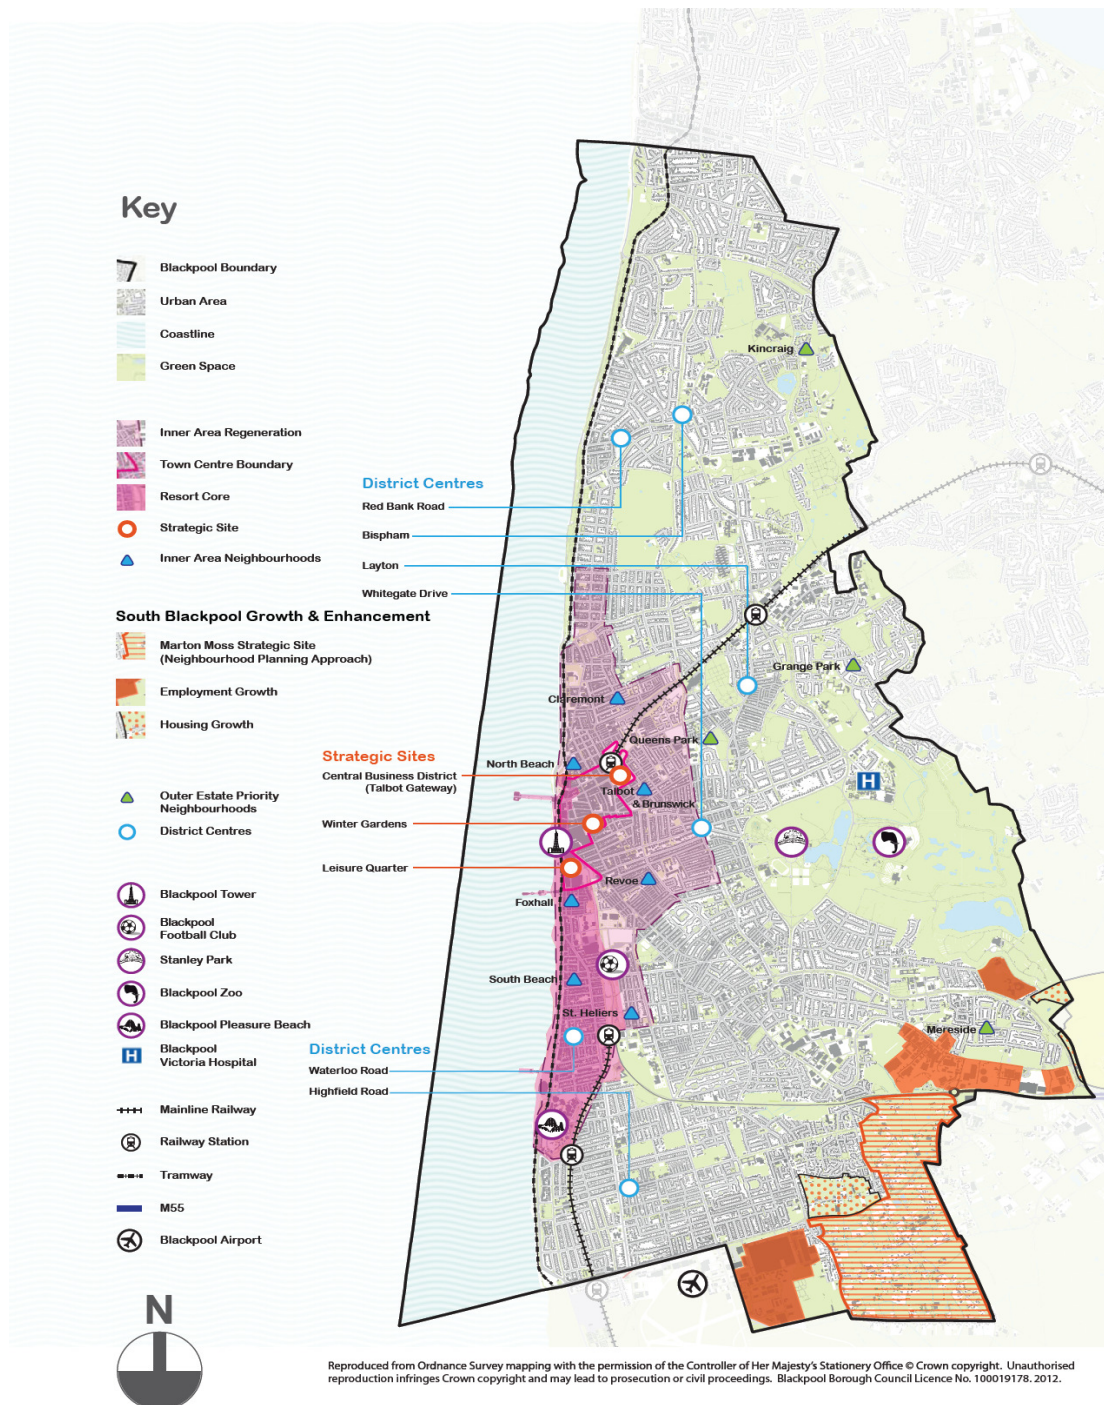 Key
Blackpool Boundary
Urban Area
Coastline
Green Space
Inner Area Regeneration
Town Centre Boundary
Resort Core
Strategic Site
Inner Area Neighbourhoods
South Blackpool Growth & Enhancement
Marton Moss Strategic Site
(Neighbourhood Planning Approach)
Employment Growth
Housing Growth
Outer Estate Priority
Neighbourhoods
District Centres
Blackpool Tower
Blackpool
Football Club
Stanley Park
Blackpool Zoo
Blackpool Pleasure Beach
H
Blackpool
Victoria Hospital
Mainline Railway
Railway Station
Tramway
M55
Blackpool Airport
N
District Centres
Red Bank Road
Bispham
Layton
Whitegate Drive
Strategic Sites
Central Business District
(Talbot Gateway)
Winter Gardens
Leisure Quarter
District Centres
Waterloo Road
Highfield Road
Kincraig
Grange Park
Claremont
Queens Park
North Beach
Talbot
& Brunswick
H
Revoe
Foxhall
South Beach
St. Heliers
Mereside
Reproduced from Ordnance Survey mapping with the permission of the Controller of Her Majesty's Stationery Office © Crown copyright. Unauthorised
reproduction infringes Crown copyright and may lead to prosecution or civil proceedings. Blackpool Borough Council Licence No. 100019178. 2012.